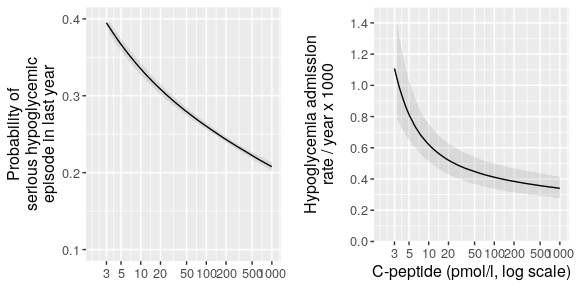 Probability of
serious hypoglycemic
episode in last year
0.4
0.3
0.2
0.1
3 5 10 20 50 100 200 500 1000
Hypoglycemia admission
rate / year x 1000
1.4
1.2
1.0
0.8
0.6
0.4
0.2
0.0
3 5 10 20 50 100 200 500 1000
C-peptide (pmol/l, log scale)